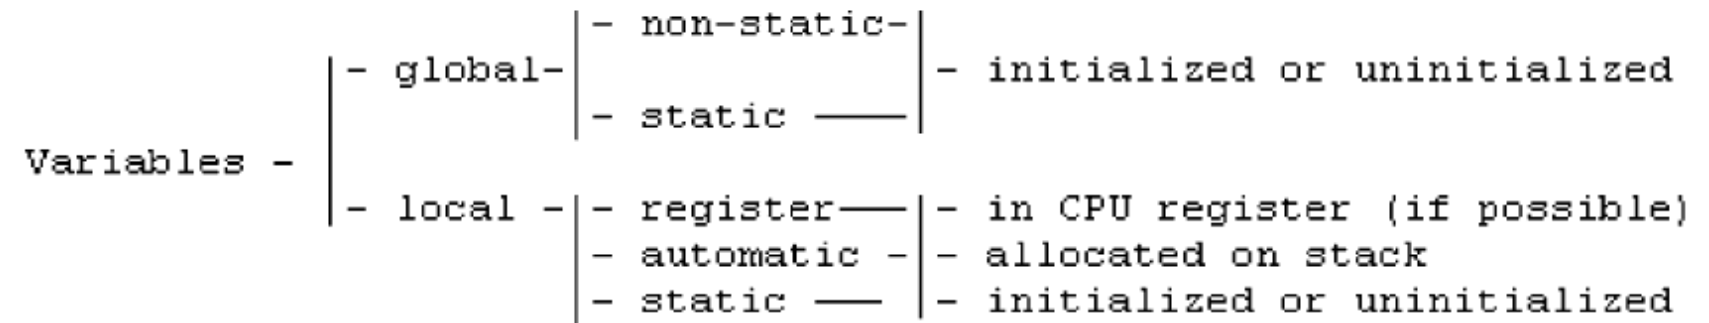 - non-static-
- global- - initialized or uninitialized
- static ——
Variables -
- local - - register—— - in CPU register (if possible)
- automatic - - allocated on stack
- static —— - initialized or uninitialized